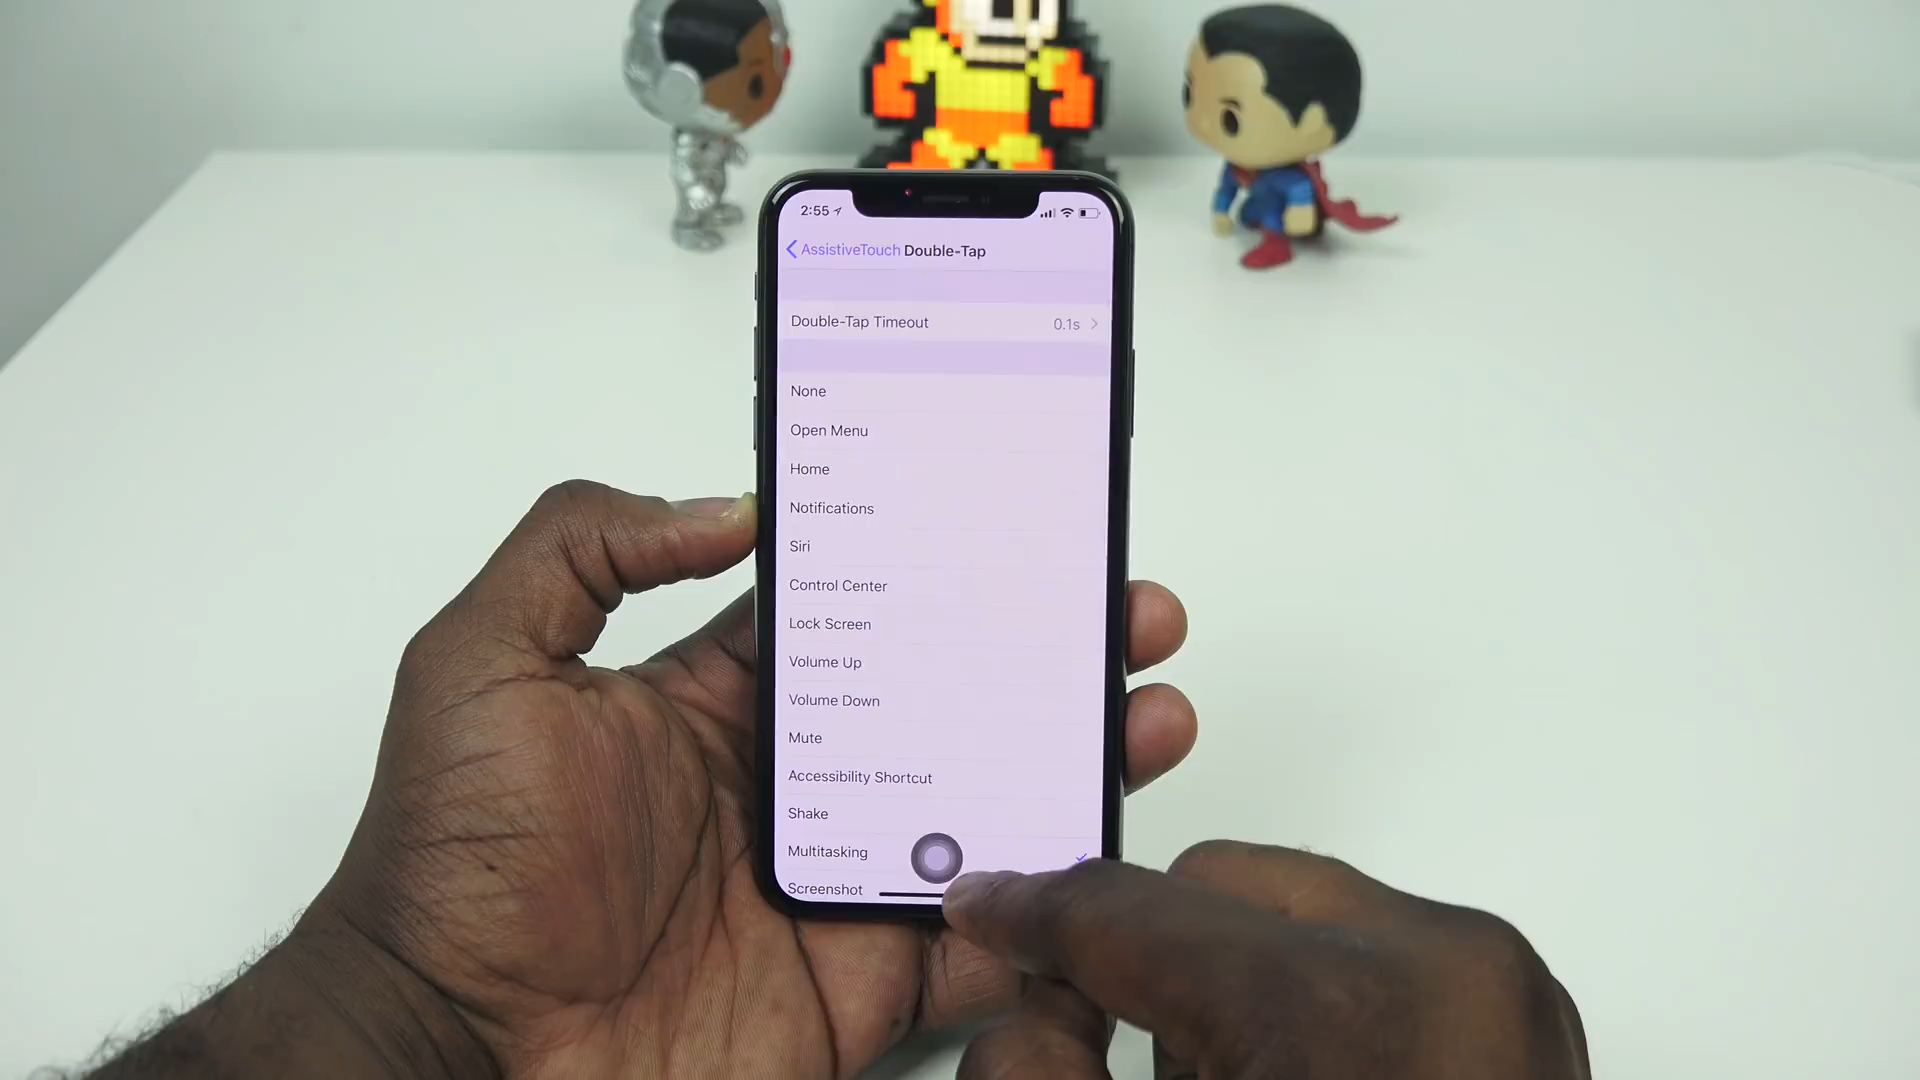 2:55
AssistiveTouch Double-Tap
Double-Tap Timeout 0.1s
None
Open Menu
Home
Notifications
Siri
Control Center
Lock Screen
Volume Up
Volume Down
Mute
Accessibility Shortcut
Shake
Multitasking
Screenshot